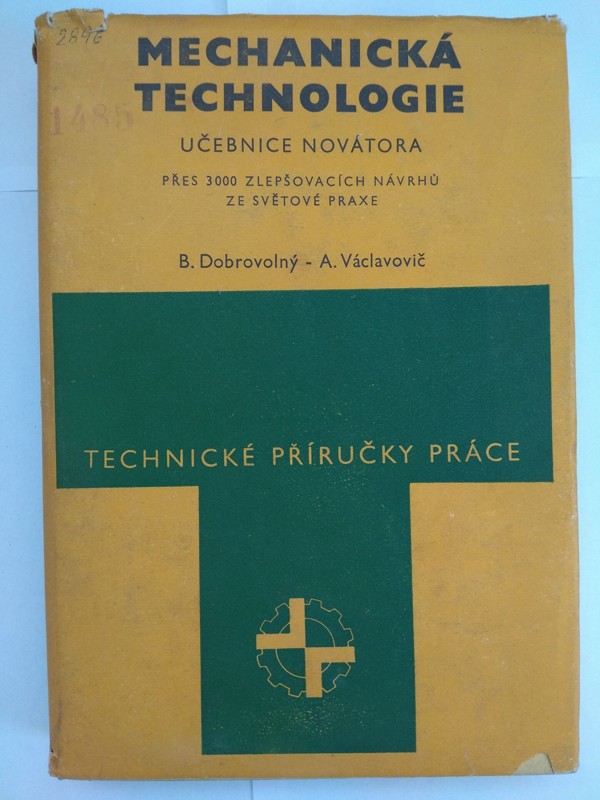 2896
1485
MECHANICKÁ
TECHNOLOGIE
UČEBNICE NOVÁTORA
PŘES 3000 ZLEPŠOVACÍCH NÁVRHŮ
ZE SVĚTOVÉ PRAXE
B. Dobrovolný - A. Václavovič
TECHNICKÉ PŘÍRUČKY PRÁCE